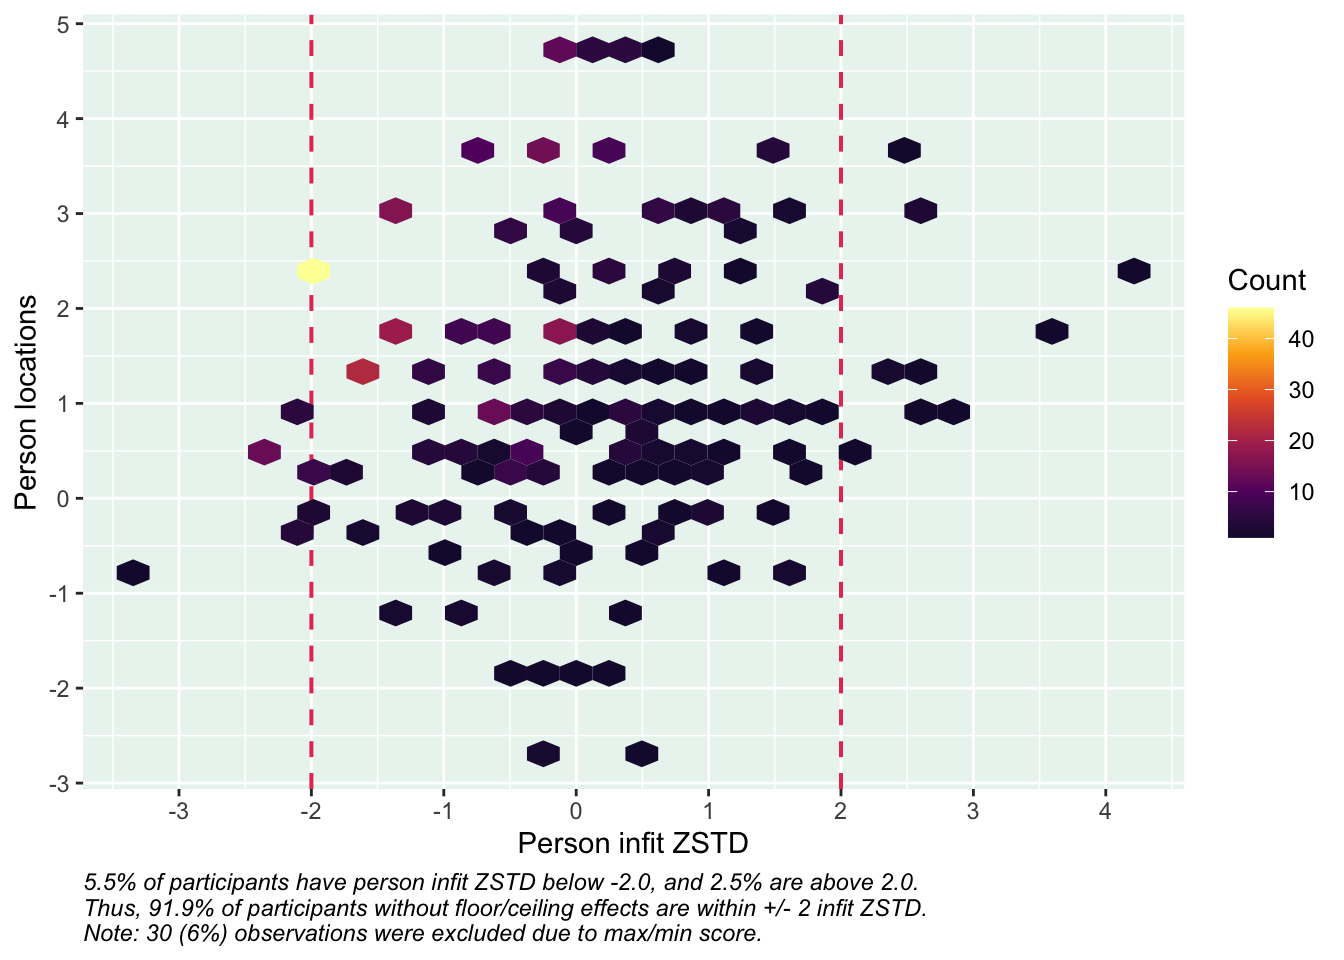 5
4
3
2
1
0
-1
-2
-3
Person locations
-3 -2 -1 0 1 2 3 4
Person infit ZSTD
Count
40
30
20
10
5.5% of participants have person infit ZSTD below -2.0, and 2.5% are above 2.0.
Thus, 91.9% of participants without floor/ceiling effects are within +/- 2 infit ZSTD.
Note: 30 (6%) observations were excluded due to max/min score.